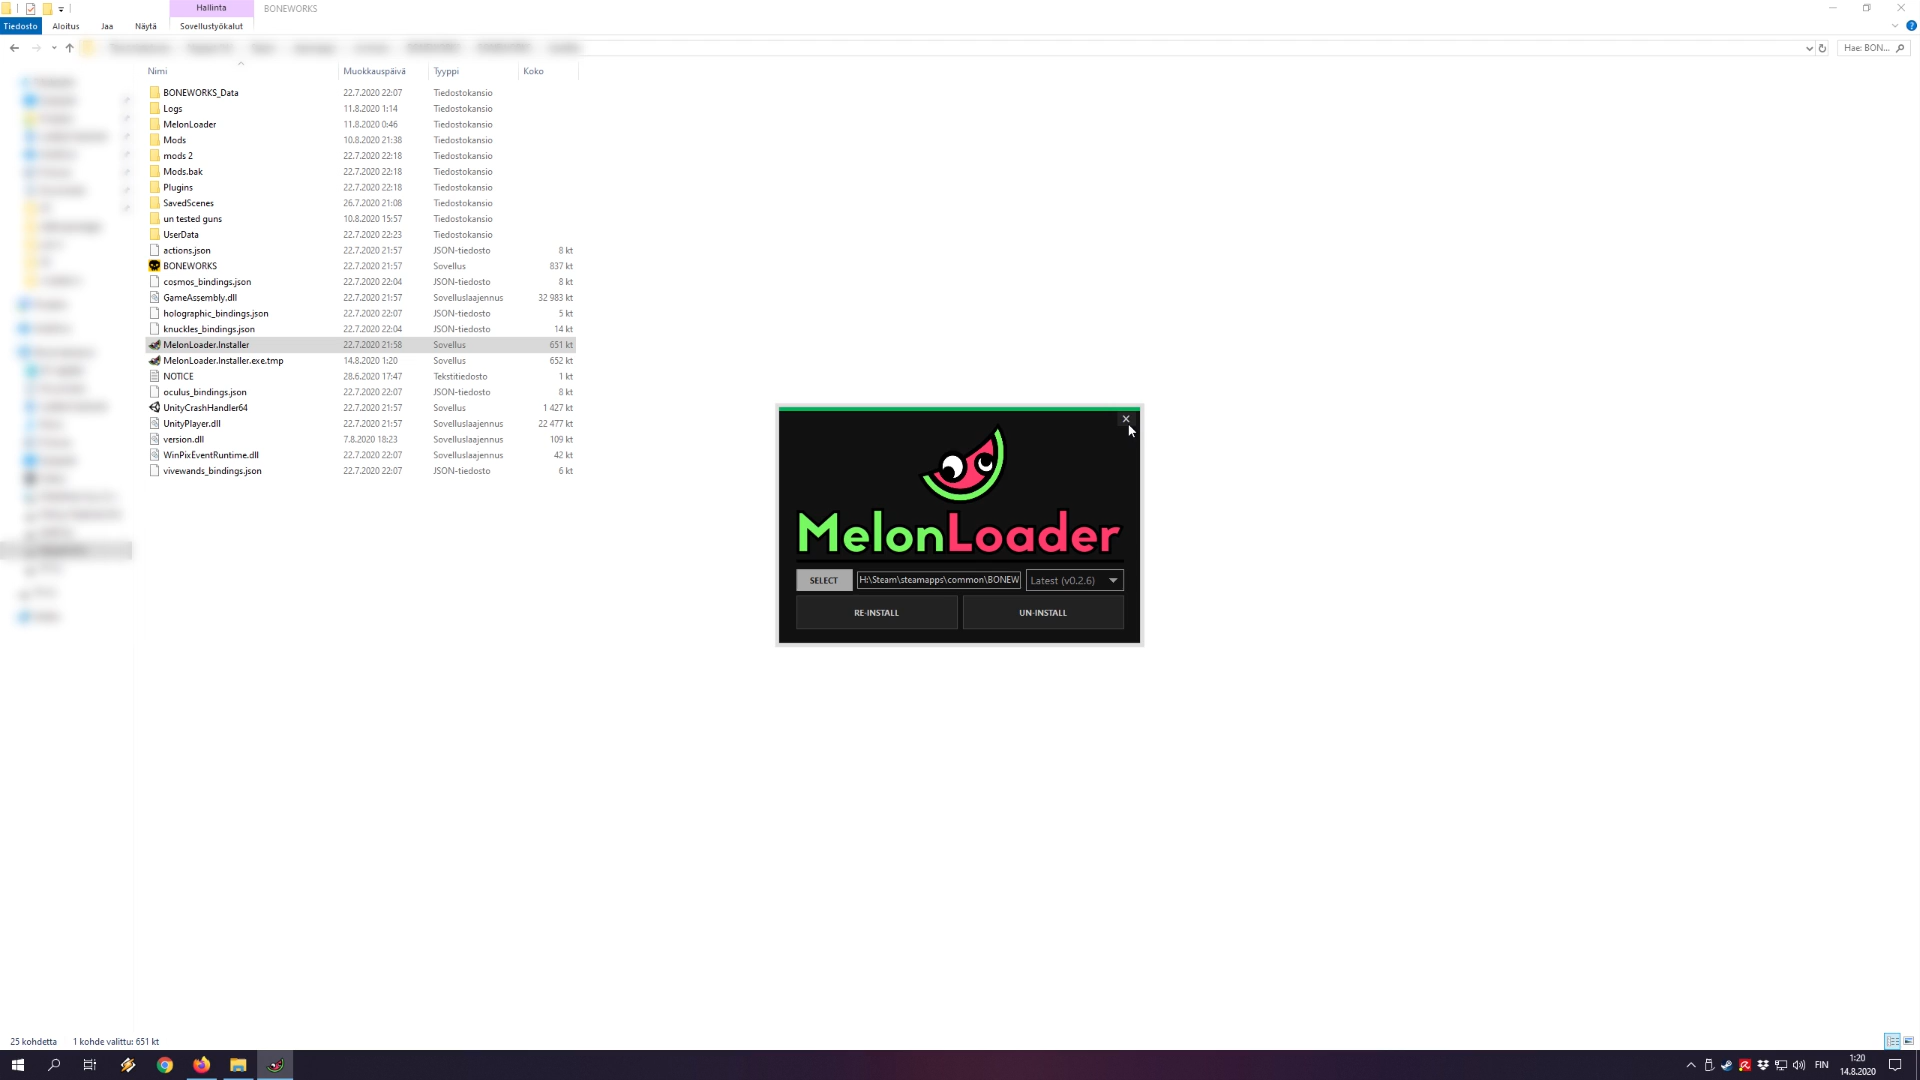 Hallinta
BONEWORKS
Tiedosto Aloitus Jaa Näytä Sovellustyökalut
Hae: BON...
Nimi Muokkauspäivä Tyyppi Koko
BONEWORKS_Data 22.7.2020 22:07 Tiedostokansio
Logs 11.8.2020 1:14 Tiedostokansio
MelonLoader 11.8.2020 0:46 Tiedostokansio
Mods 10.8.2020 21:38 Tiedostokansio
mods 2 22.7.2020 22:18 Tiedostokansio
Mods.bak 22.7.2020 22:18 Tiedostokansio
Plugins 22.7.2020 22:18 Tiedostokansio
SavedScenes 26.7.2020 21:08 Tiedostokansio
un tested guns 10.8.2020 15:57 Tiedostokansio
UserData 22.7.2020 22:23 Tiedostokansio
actions.json 22.7.2020 21:57 JSON-tiedosto 8 kt
BONEWORKS 22.7.2020 21:57 Sovellus 837 kt
cosmos_bindings.json 22.7.2020 22:04 JSON-tiedosto 8 kt
GameAssembly.dll 22.7.2020 21:57 Sovelluslaajennus 32 983 kt
holographic_bindings.json 22.7.2020 22:07 JSON-tiedosto 5 kt
knuckles_bindings.json 22.7.2020 22:04 JSON-tiedosto 14 kt
MelonLoader.Installer 22.7.2020 21:58 Sovellus 651 kt
MelonLoader.Installer.exe.tmp 14.8.2020 1:20 Sovellus 652 kt
NOTICE 28.6.2020 17:47 Tekstitiedosto 1 kt
oculus_bindings.json 22.7.2020 22:07 JSON-tiedosto 8 kt
UnityCrashHandler64 22.7.2020 21:57 Sovellus 1 427 kt
UnityPlayer.dll 22.7.2020 21:57 Sovelluslaajennus 22 477 kt
version.dll 7.8.2020 18:23 Sovelluslaajennus 109 kt
WinPixEventRuntime.dll 22.7.2020 22:07 Sovelluslaajennus 42 kt
vivewands_bindings.json 22.7.2020 22:07 JSON-tiedosto 6 kt
MelonLoader
SELECT H:\Steam\steamapps\common\BONEW Latest (v0.2.6)
RE-INSTALL UN-INSTALL
25 kohdetta 1 kohde valittu: 651 kt
FIN 1:20
14.8.2020